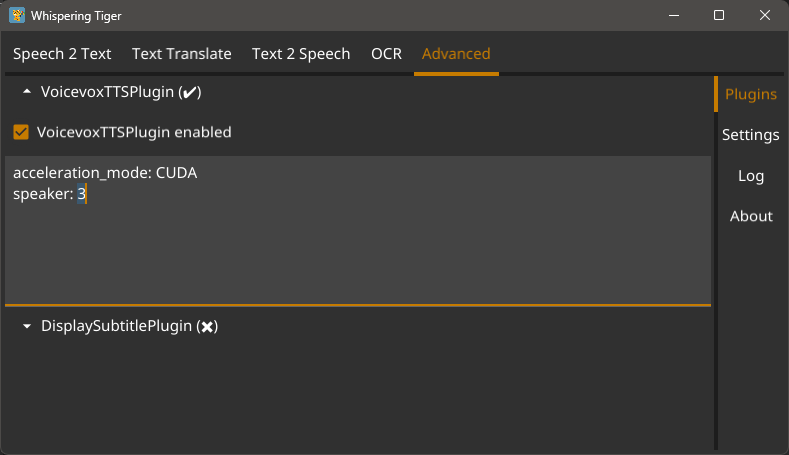 Whispering Tiger
Speech 2 Text Text Translate Text 2 Speech OCR Advanced
VoicevoxTTSPlugin (✔)
VoicevoxTTSPlugin enabled
acceleration_mode: CUDA
speaker: 3
DisplaySubtitlePlugin (✖)
Plugins
Settings
Log
About